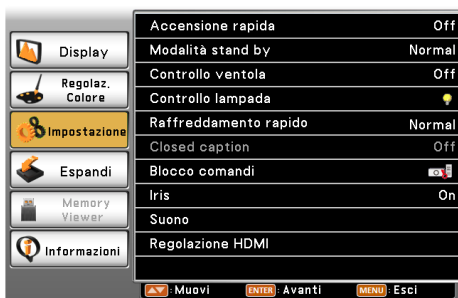 Display
Regolaz. Colore
Impostazione
Espandi
Memory Viewer
Informazioni
Accensione rapida Off
Modalità stand by Normal
Controllo ventola Off
Controllo lampada
Raffreddamento rapido Normal
Closed caption Off
Blocco comandi
Iris On
Suono
Regolazione HDMI
:Muovi ENTER :Avanti MENU :Esci